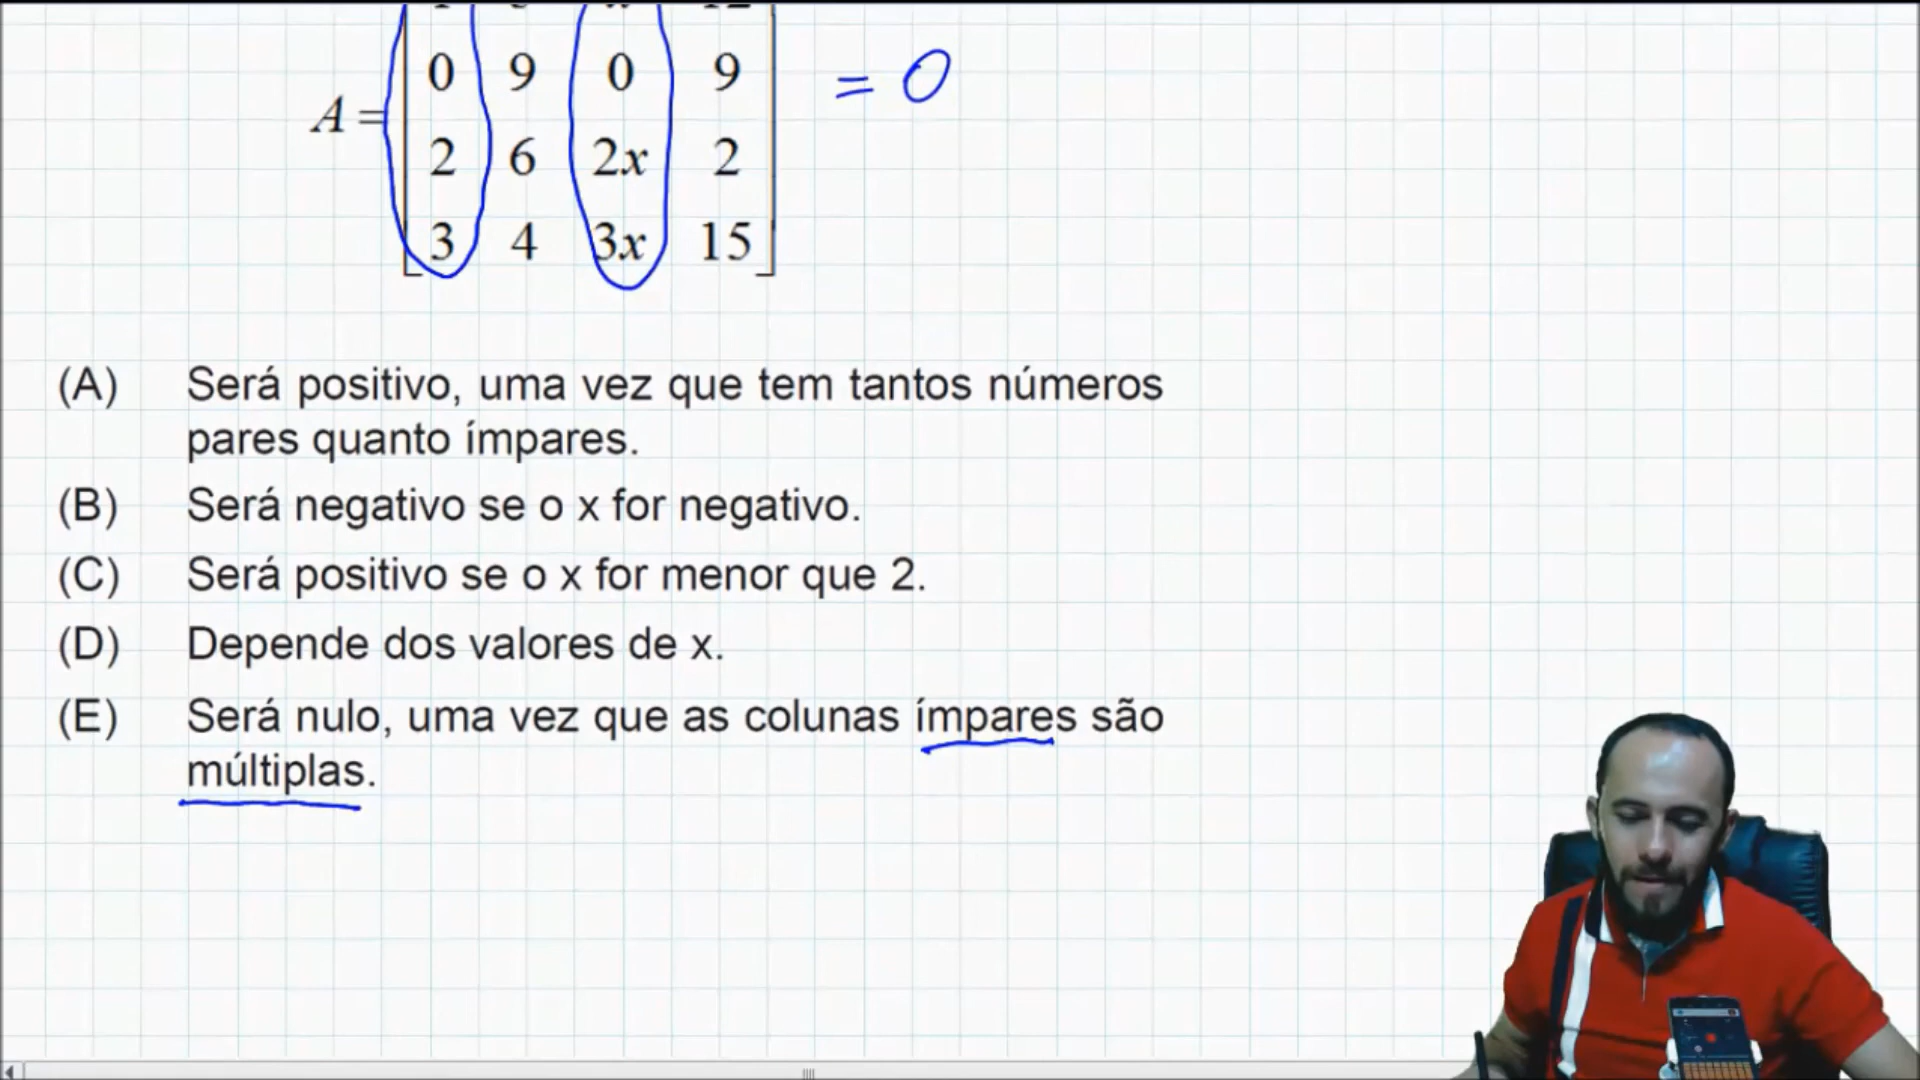 0 9 0 9 = 0
A =
2 6 2x 2
3 4 3x 15
(A) Será positivo, uma vez que tem tantos números
pares quanto ímpares.
(B) Será negativo se o x for negativo.
(C) Será positivo se o x for menor que 2.
(D) Depende dos valores de x.
(E) Será nulo, uma vez que as colunas ímpares são
múltiplas.